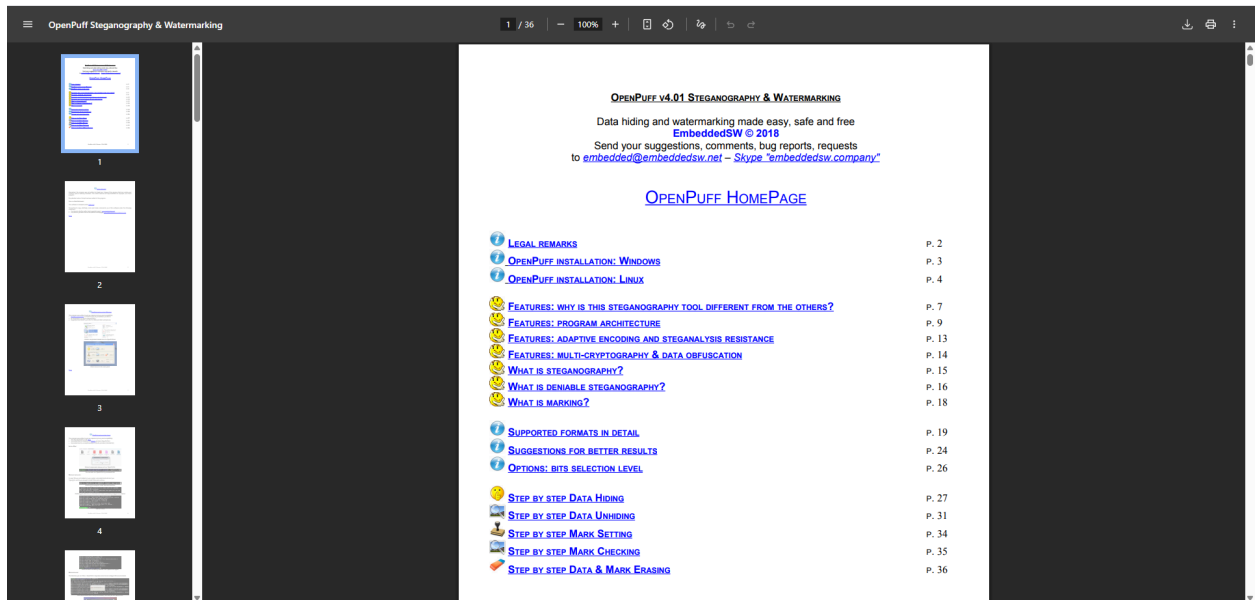 OpenPuff Steganography & Watermarking
1 / 36
100%
1
2
3
4
OPENPUFF V4.01 STEGANOGRAPHY & WATERMARKING
Data hiding and watermarking made easy, safe and free
EmbeddedSW © 2018
Send your suggestions, comments, bug reports, requests
to embedded@embeddedsw.net – Skype "embeddedsw.company"
OPENPUFF HOMEPAGE
LEGAL REMARKS P. 2
OPENPUFF INSTALLATION: WINDOWS P. 3
OPENPUFF INSTALLATION: LINUX P. 4
FEATURES: WHY IS THIS STEGANOGRAPHY TOOL DIFFERENT FROM THE OTHERS? P. 7
FEATURES: PROGRAM ARCHITECTURE P. 9
FEATURES: ADAPTIVE ENCODING AND STEGANALYSIS RESISTANCE P. 13
FEATURES: MULTI-CRYPTOGRAPHY & DATA OBFUSCATION P. 14
WHAT IS STEGANOGRAPHY? P. 15
WHAT IS DENIABLE STEGANOGRAPHY? P. 16
WHAT IS MARKING? P. 18
SUPPORTED FORMATS IN DETAIL P. 19
SUGGESTIONS FOR BETTER RESULTS P. 24
OPTIONS: BITS SELECTION LEVEL P. 26
STEP BY STEP DATA HIDING P. 27
STEP BY STEP DATA UNHIDING P. 31
STEP BY STEP MARK SETTING P. 34
STEP BY STEP MARK CHECKING P. 35
STEP BY STEP DATA & MARK ERASING P. 36